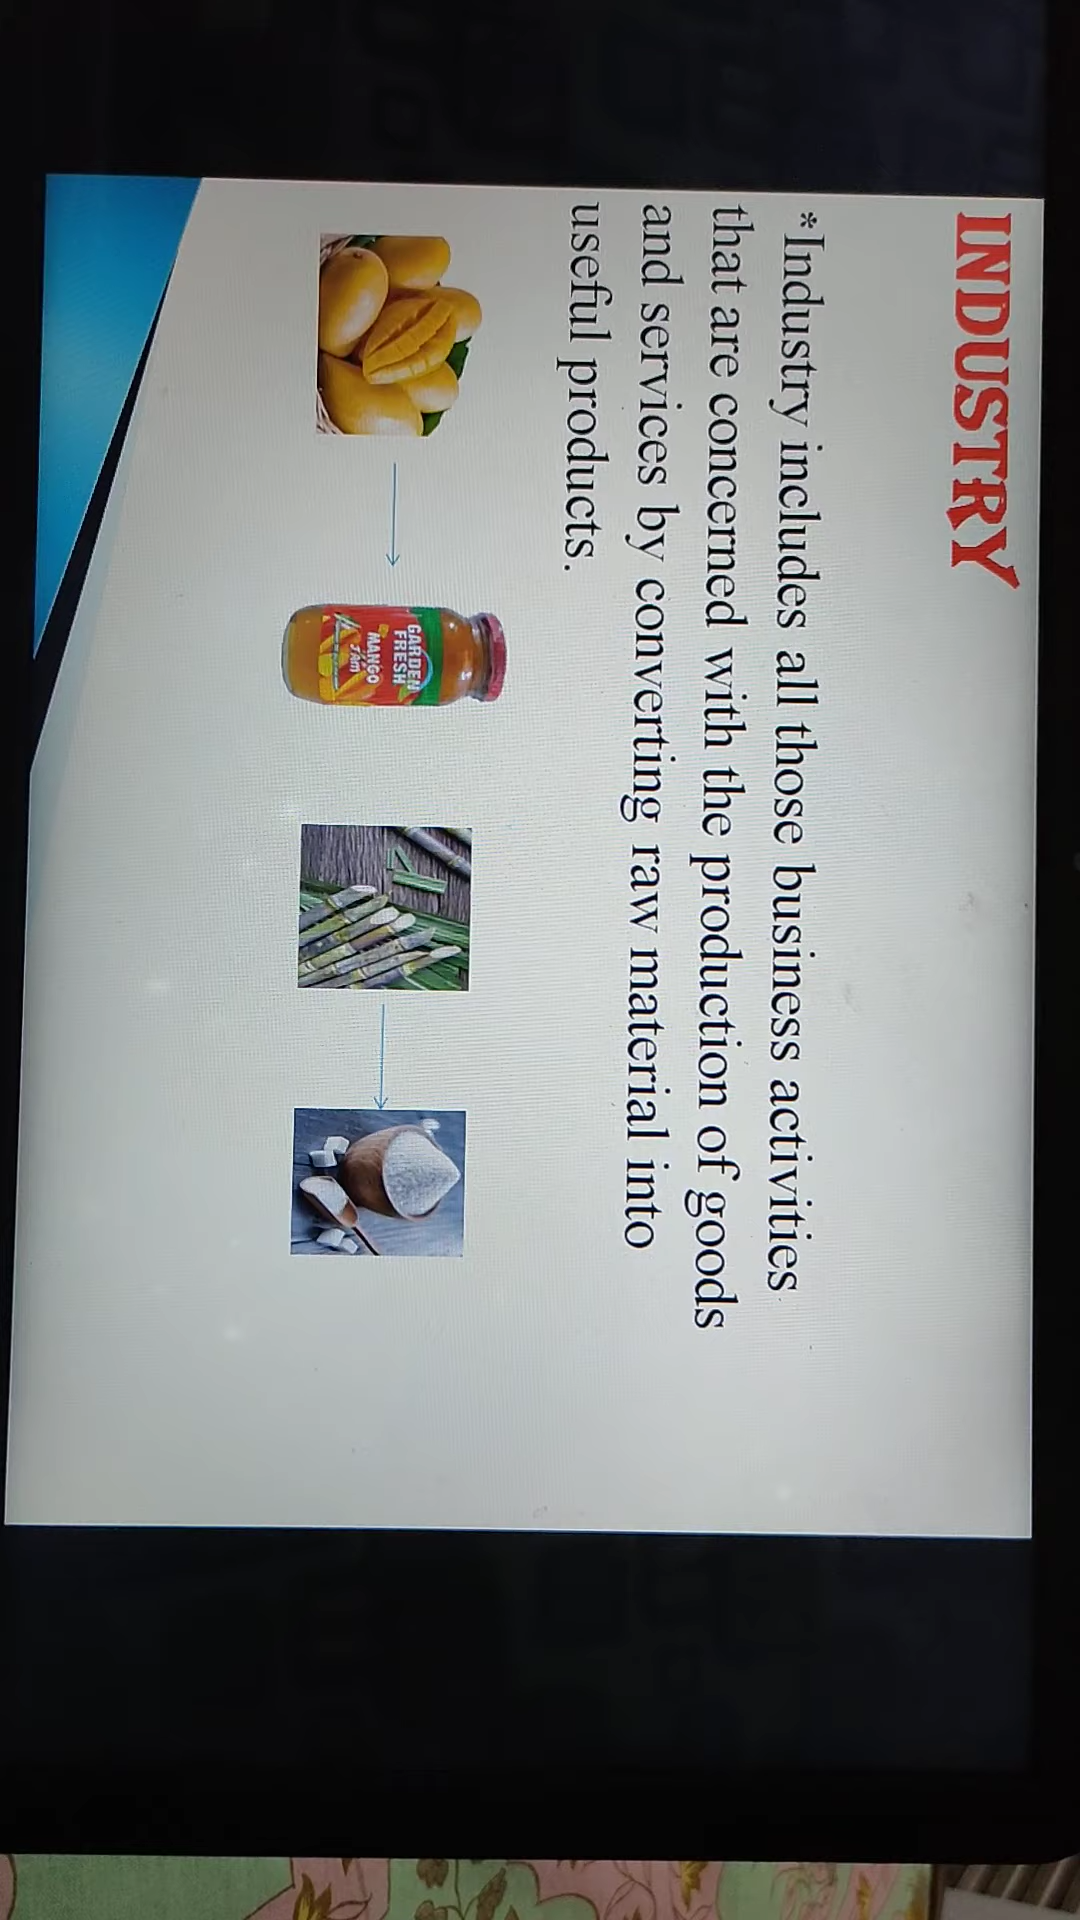 INDUSTRY
*Industry includes all those business activities
that are concerned with the production of goods
and services by converting raw material into
useful products.
GARDEN
FRESH
MANGO
JAM